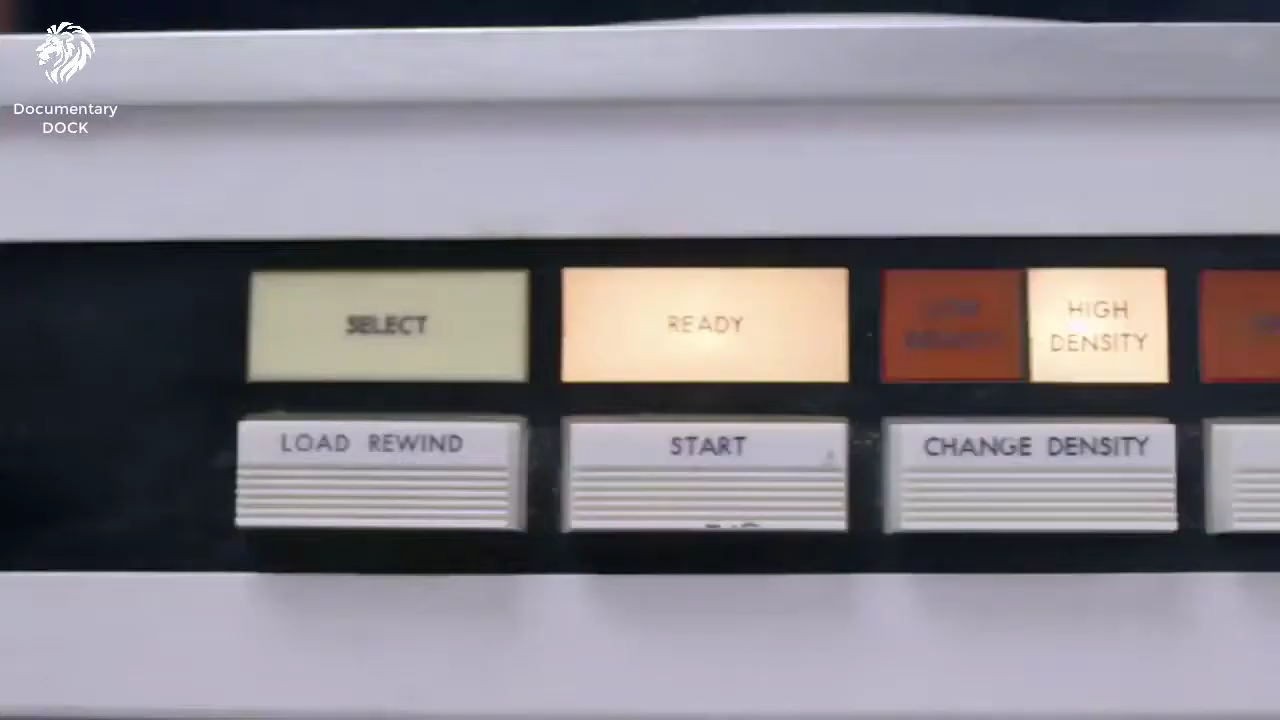 Documentary
DOCK
SELECT
READY
HIGH
DENSITY
LOAD REWIND
START
CHANGE DENSITY